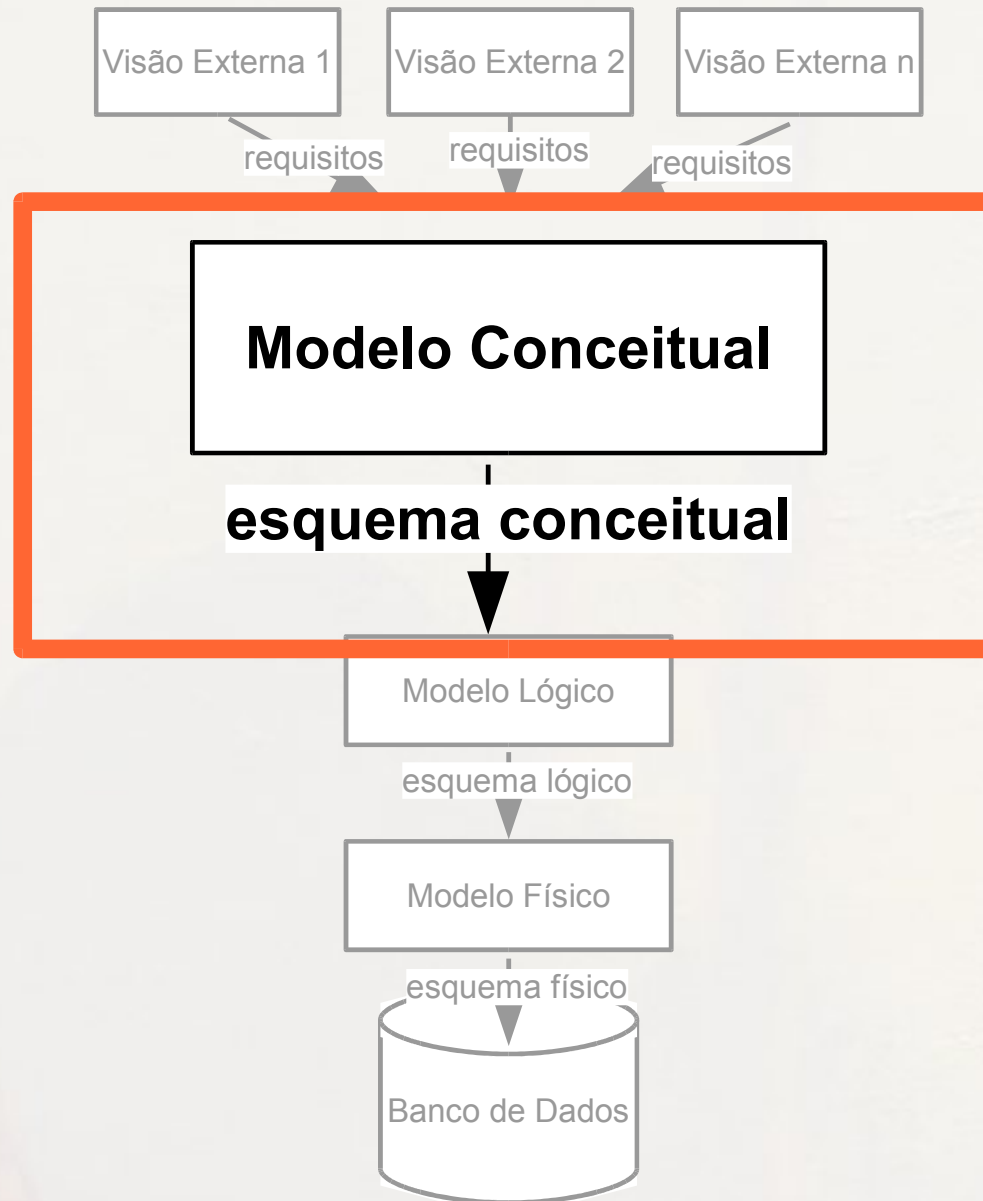 Visão Externa 1
Visão Externa 2
Visão Externa n
requisitos
requisitos
requisitos
Modelo Conceitual
esquema conceitual
Modelo Lógico
esquema lógico
Modelo Físico
esquema físico
Banco de Dados